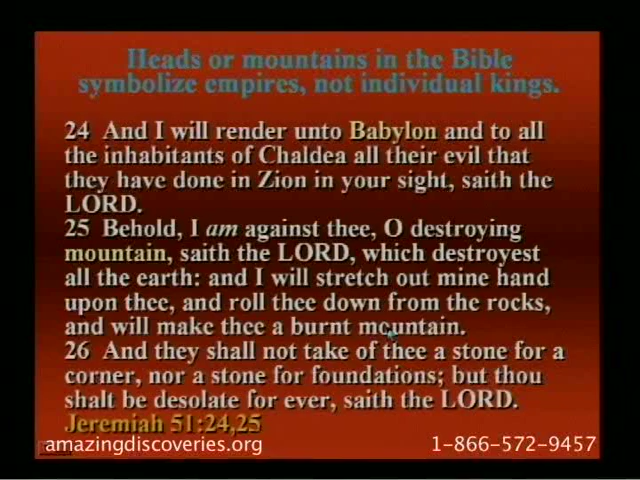 Heads or mountains in the Bible
symbolize empires, not individual kings.
24 And I will render unto Babylon and to all
the inhabitants of Chaldea all their evil that
they have done in Zion in your sight, saith the
LORD.
25 Behold, I am against thee, O destroying
mountain, saith the LORD, which destroyest
all the earth: and I will stretch out mine hand
upon thee, and roll thee down from the rocks,
and will make thee a burnt mountain.
26 And they shall not take of thee a stone for a
corner, nor a stone for foundations; but thou
shalt be desolate for ever, saith the LORD.
Jeremiah 51:24,25
amazingdiscoveries.org 1-866-572-9457